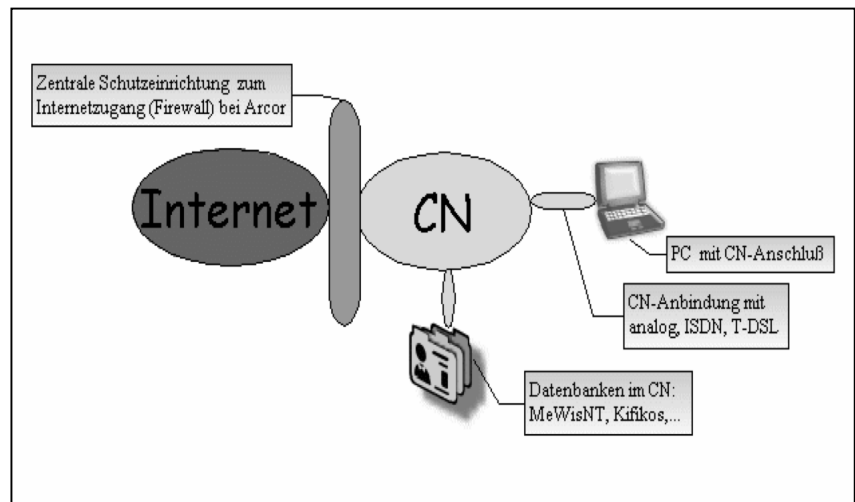 Zentrale Schutzeinrichtung zum
Internetzugang (Firewall) bei Arcor
Internet
CN
PC mit CN-Anschluß
CN-Anbindung mit
analog, ISDN, T-DSL
Datenbanken im CN:
MeWisNT, Kifikos,...